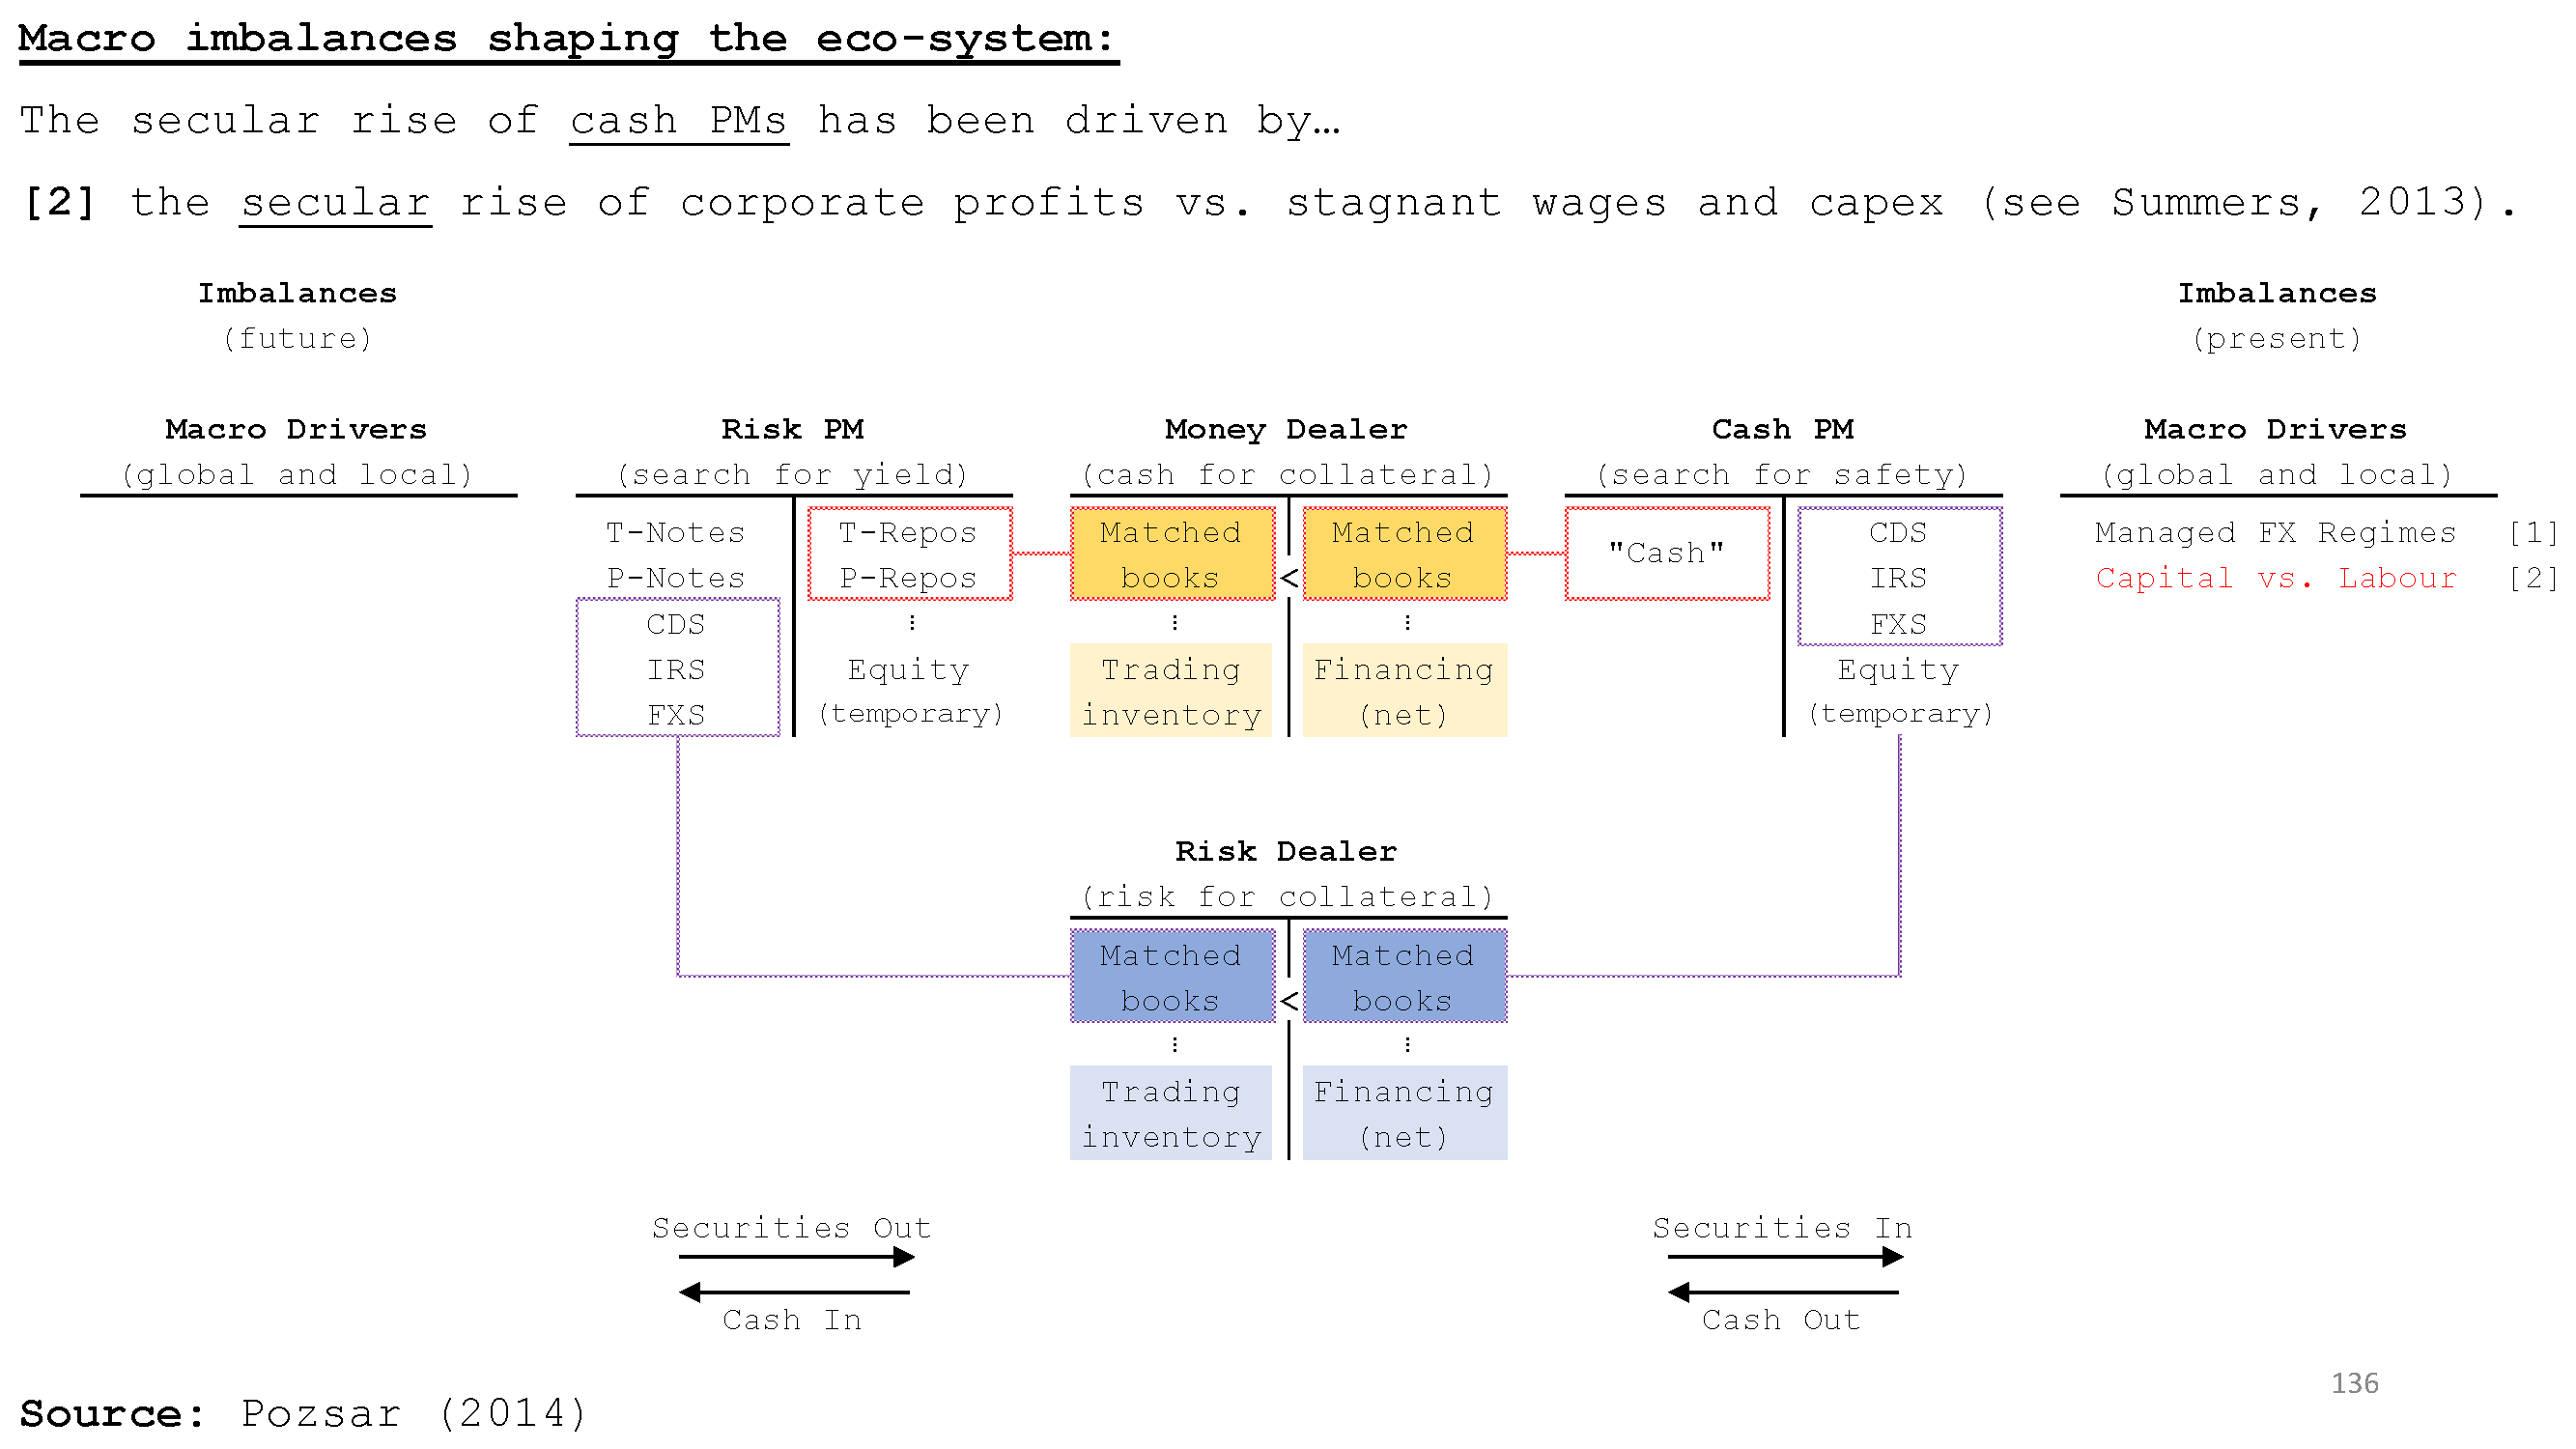 Macro imbalances shaping the eco-system:
The secular rise of cash PMs has been driven by…
[2] the secular rise of corporate profits vs. stagnant wages and capex (see Summers, 2013).
Imbalances
(future)
Imbalances
(present)
Macro Drivers
(global and local)
Risk PM
(search for yield)
T-Notes
P-Notes
CDS
IRS
FXS
T-Repos
P-Repos
⋮
Equity
(temporary)
Money Dealer
(cash for collateral)
Matched
books
⋮
Trading
inventory
<
Matched
books
⋮
Financing
(net)
Cash PM
(search for safety)
"Cash"
CDS
IRS
FXS
Equity
(temporary)
Macro Drivers
(global and local)
Managed FX Regimes [1]
Capital vs. Labour [2]
Risk Dealer
(risk for collateral)
Matched
books
⋮
Trading
inventory
<
Matched
books
⋮
Financing
(net)
Securities Out
Cash In
Securities In
Cash Out
136
Source: Pozsar (2014)